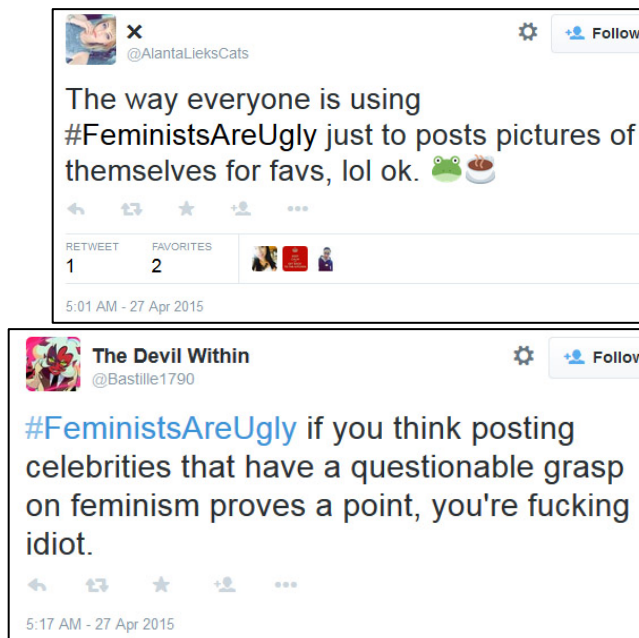 X
Follow
@AlantaLieksCats
The way everyone is using
#FeministsAreUgly just to posts pictures of
themselves for favs, lol ok. 🐸☕
RETWEET FAVORITES
1 2
5:01 AM - 27 Apr 2015
The Devil Within
Follow
@Bastille1790
#FeministsAreUgly if you think posting
celebrities that have a questionable grasp
on feminism proves a point, you're fucking
idiot.
5:17 AM - 27 Apr 2015